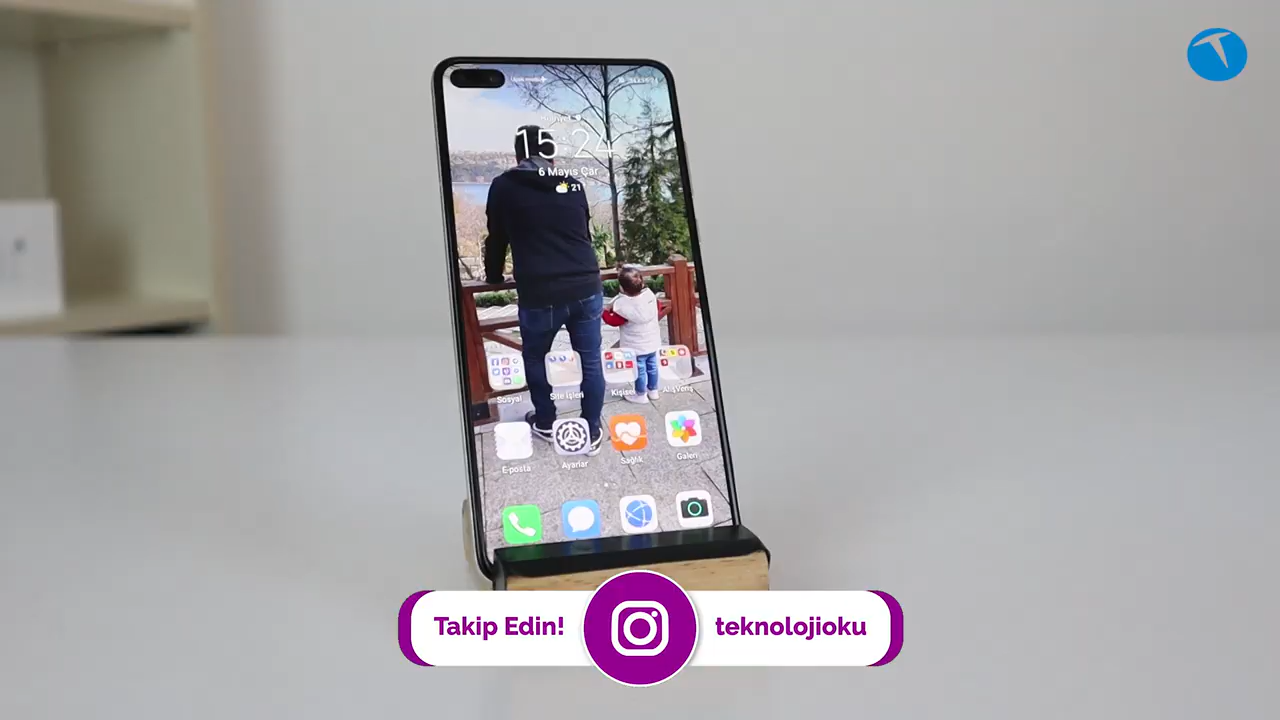 15:24
6 Mayıs Çar
21
Sosyal
Site İşleri
Kişisel
Alışveriş
E-posta
Ayarlar
Sağlık
Galeri
Takip Edin!
teknolojioku